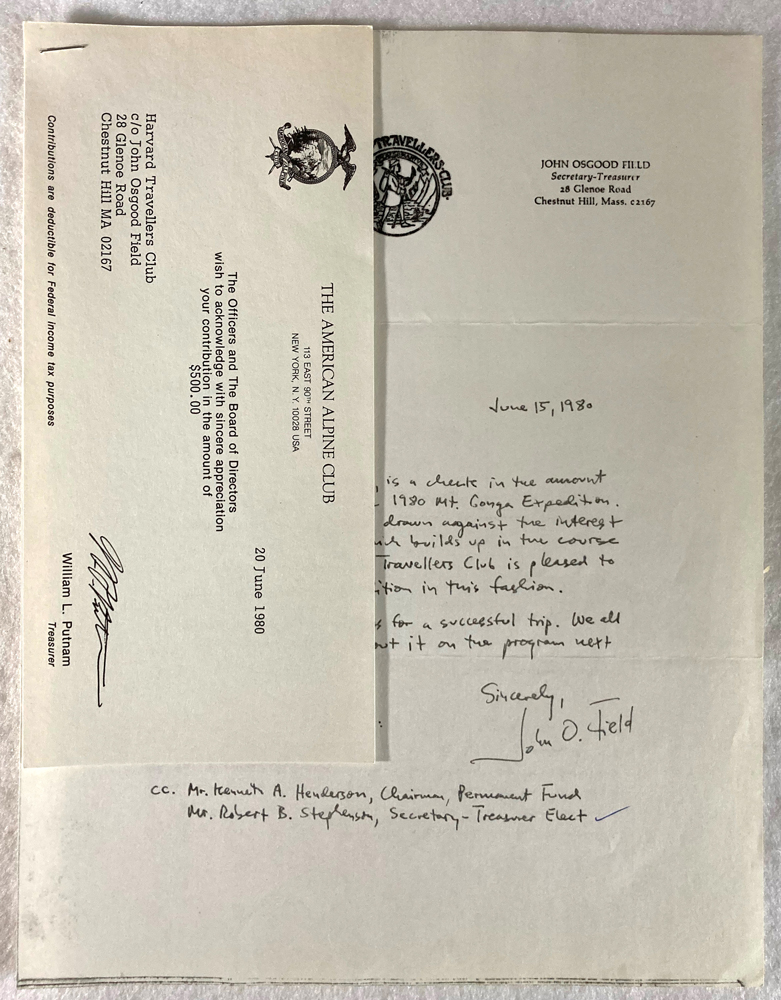 THE AMERICAN ALPINE CLUB
113 EAST 90TH STREET
NEW YORK, N. Y. 10028 USA
20 June 1980
The Officers and The Board of Directors
wish to acknowledge with sincere appreciation
your contribution in the amount of
$500.00
Harvard Travellers Club
c/o John Osgood Field
28 Glenoe Road
Chestnut Hill MA 02167
William L. Putnam
Treasurer
Contributions are deductible for Federal income tax purposes
TRAVELLERS·CLUB·
JOHN OSGOOD FIELD
Secretary-Treasurer
28 Glenoe Road
Chestnut Hill, Mass. 02167
June 15, 1980
is a check in the amount
1980 Mt. Gonga Expedition.
drawn against the interest
builds up in the course
Travellers Club is pleased to
ition in this fashion.
for a successful trip. We all
it on the program next
Sincerely,
John O. Field
cc. Mr. Kenneth A. Henderson, Chairman, Permanent Fund
Mr. Robert B. Stephenson, Secretary-Treasurer Elect